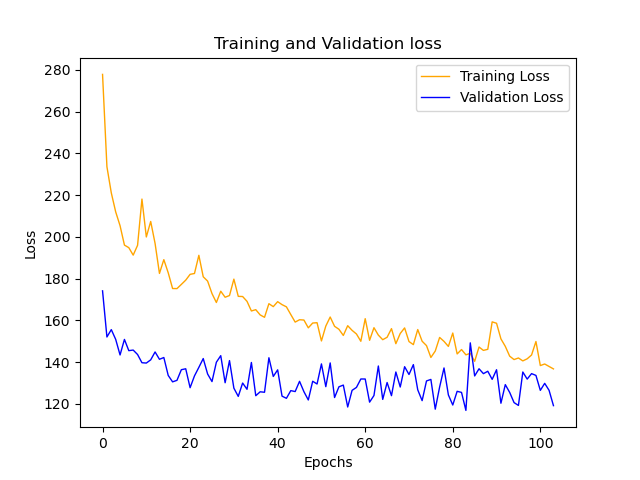 Training and Validation loss
Training Loss
Validation Loss
280
260
240
220
200
180
160
140
120
Loss
0 20 40 60 80 100
Epochs